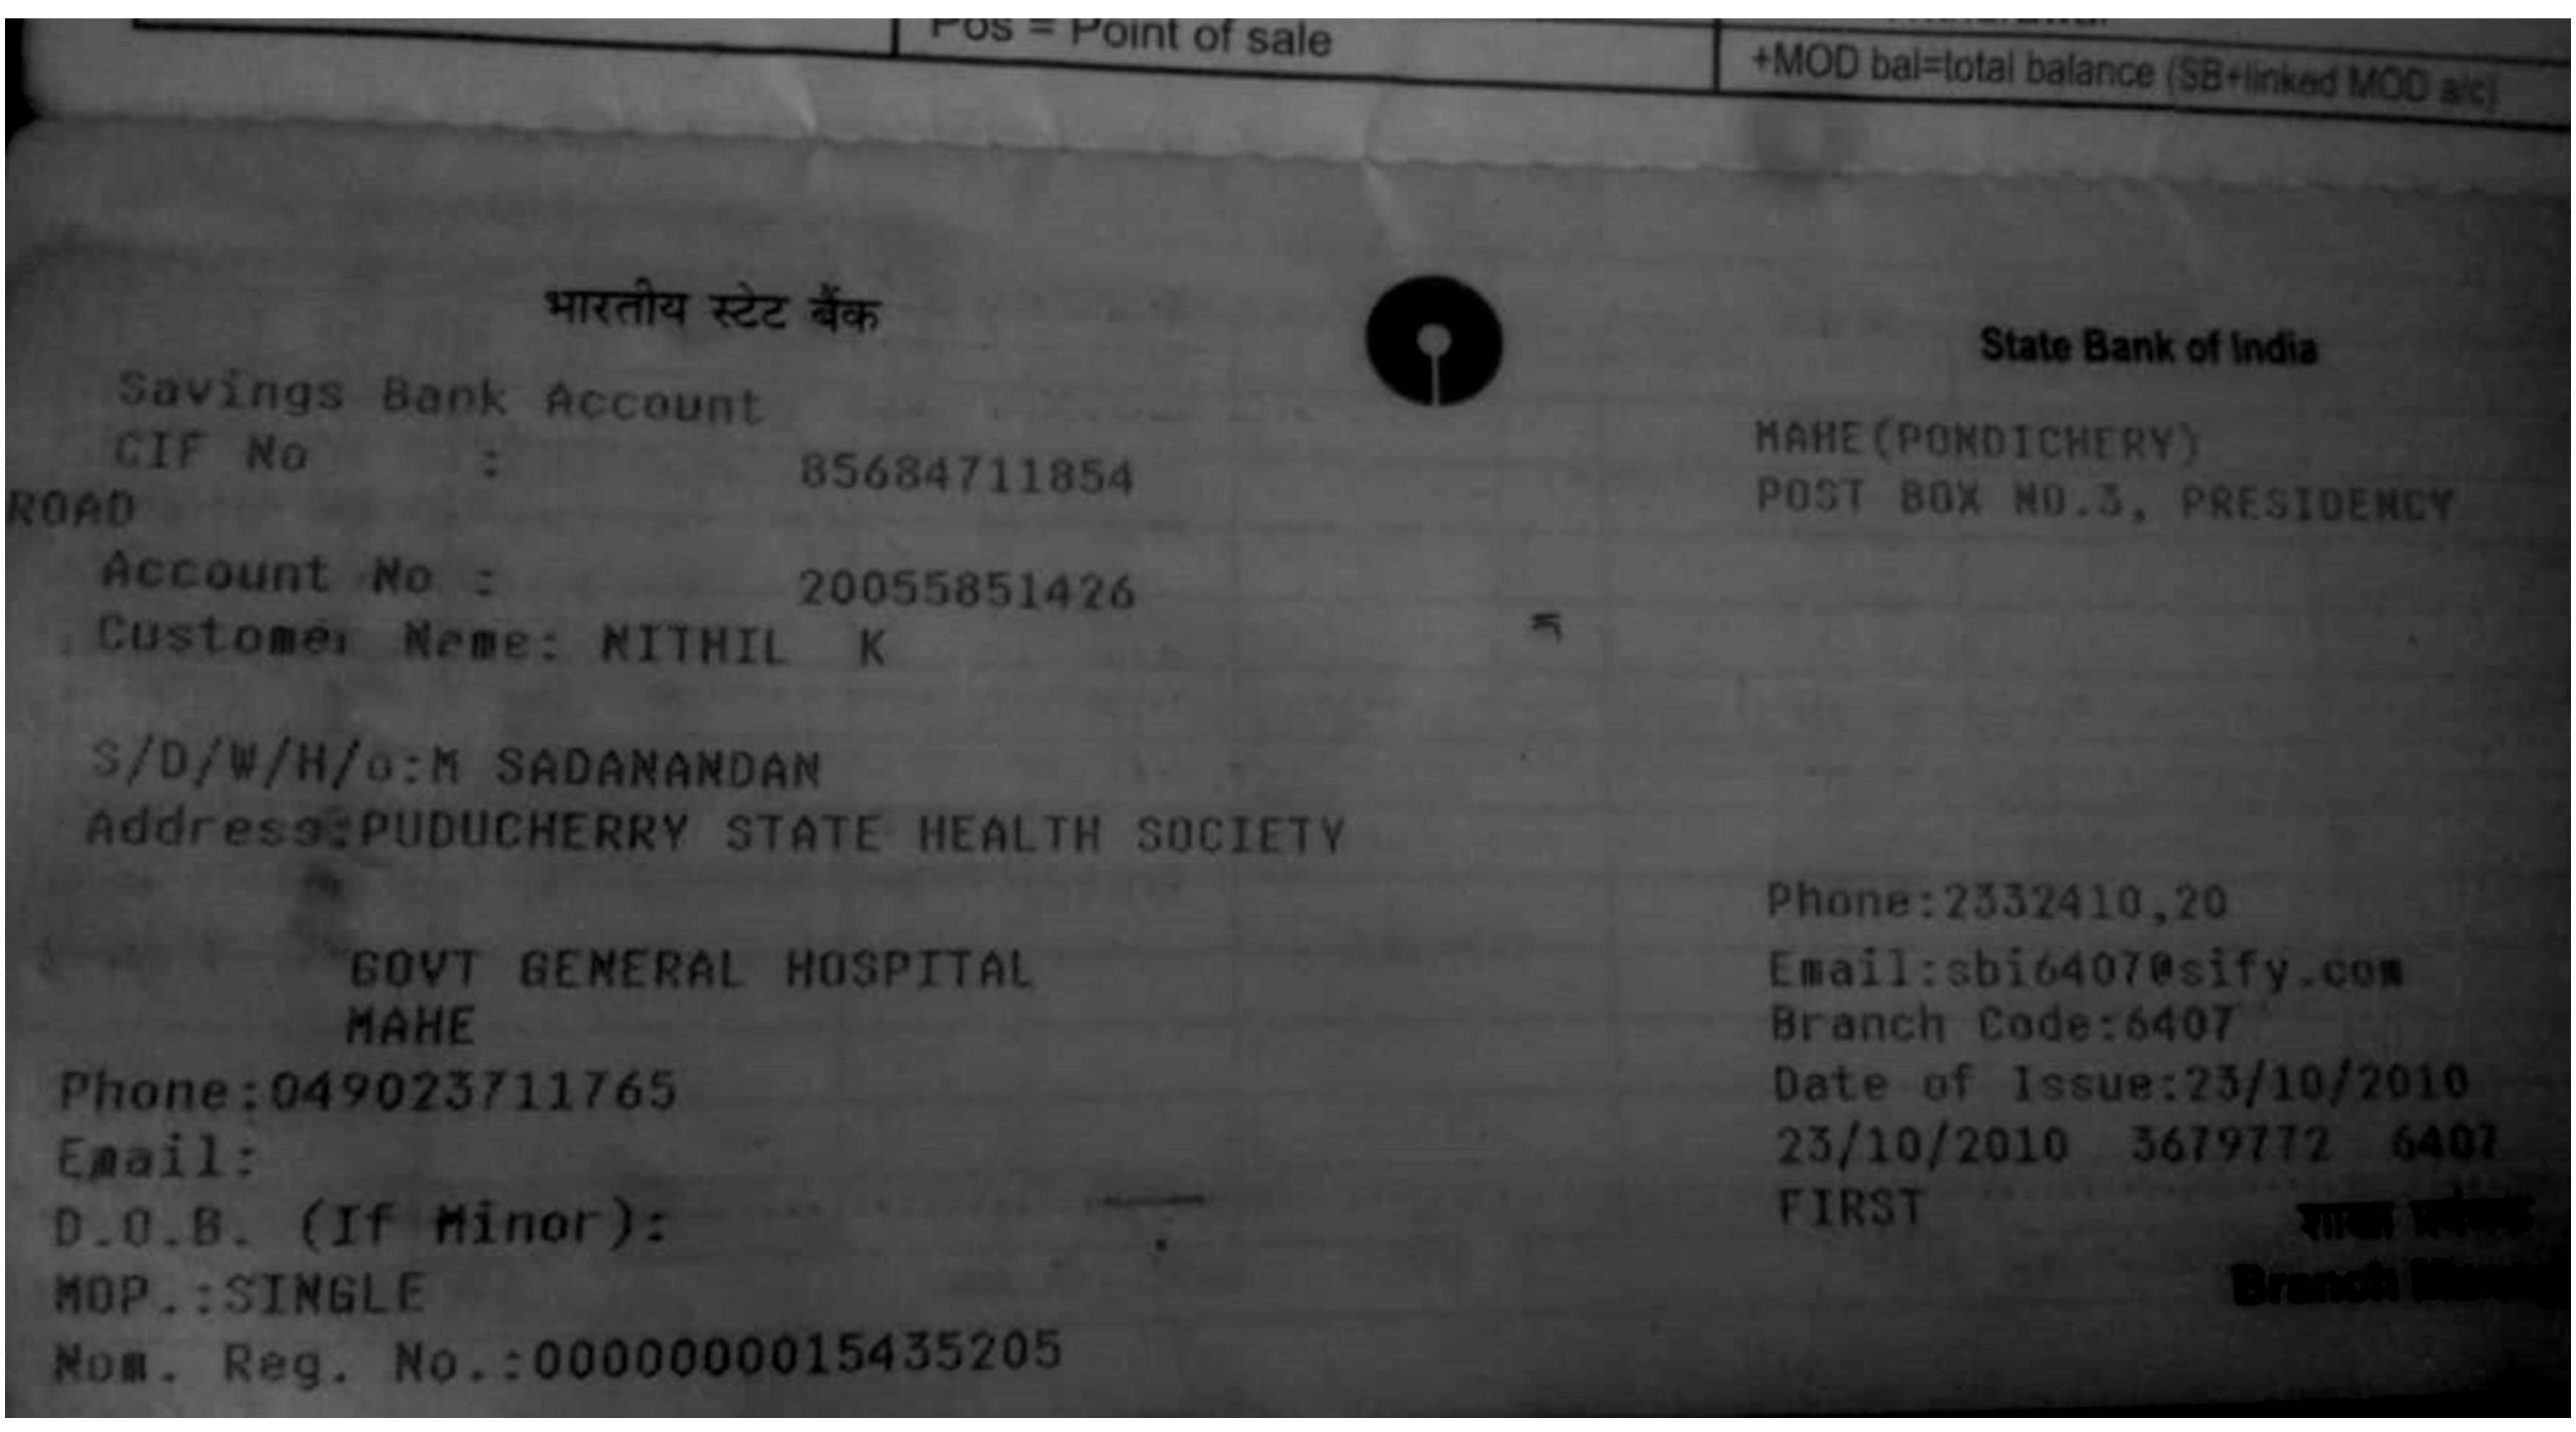 Pos = Point of sale
+MOD bal=total balance (SB+linked MOD a/c)
भारतीय स्टेट बैंक
State Bank of India
Savings Bank Account
MAHE(PONDICHERY)
CIF No : 85684711854
POST BOX NO.3, PRESIDENCY
ROAD
Account No : 20055851426
Customer Name: NITHIL K
S/D/W/H/o:M SADANANDAN
Address:PUDUCHERRY STATE HEALTH SOCIETY
GOVT GENERAL HOSPITAL
MAHE
Phone:049023711765
Email:
D.O.B. (If Minor):
MOP.:SINGLE
Nom. Reg. No.:0000000015435205
Phone:2332410,20
Email:sbi6407@sify.com
Branch Code:6407
Date of Issue:23/10/2010
23/10/2010 3679772 6407
FIRST
शाखा
Branch